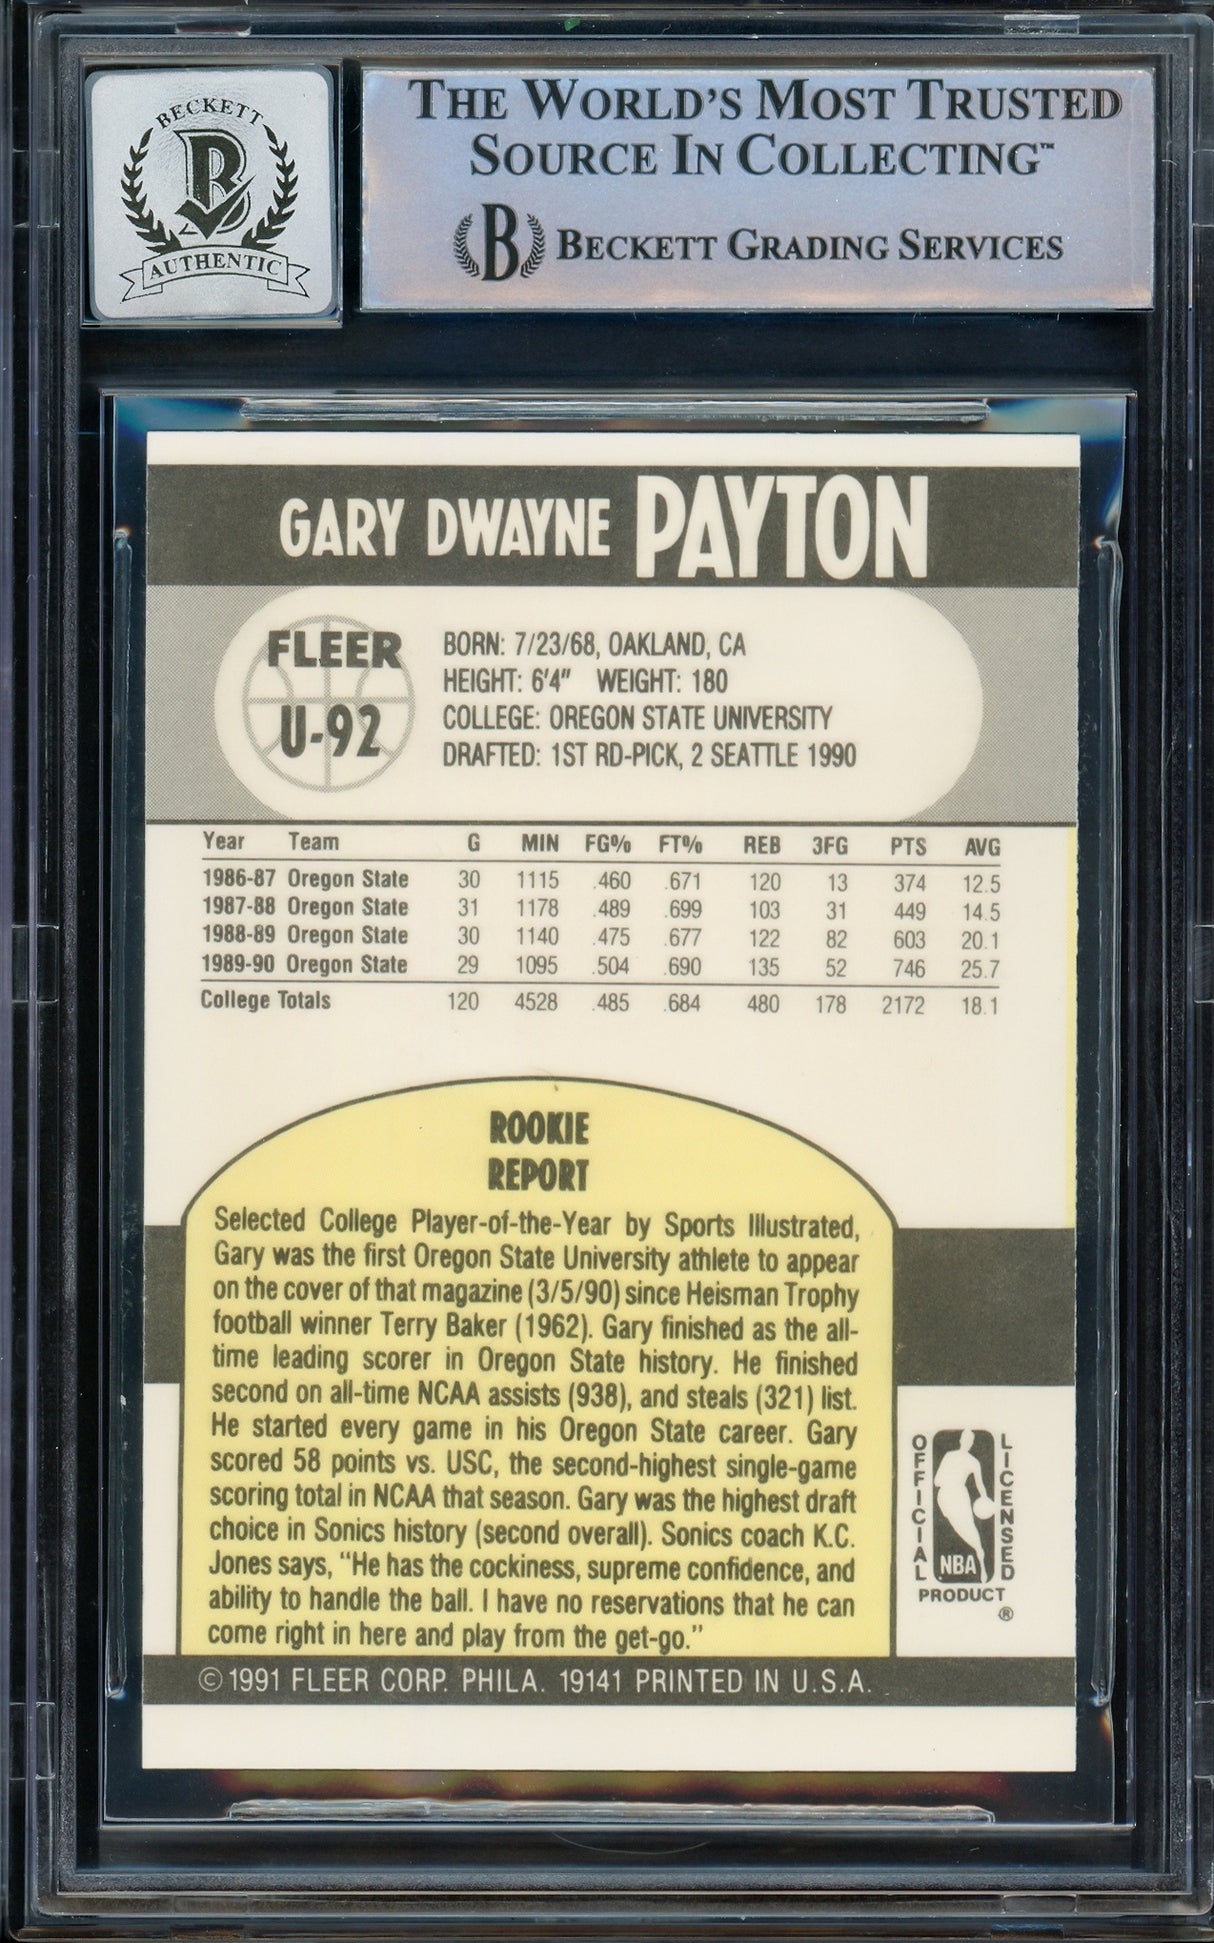 BECKETT
AUTHENTIC
THE WORLD'S MOST TRUSTED
SOURCE IN COLLECTING™
B BECKETT GRADING SERVICES
GARY DWAYNE PAYTON
FLEER
U-92
BORN: 7/23/68, OAKLAND, CA
HEIGHT: 6'4" WEIGHT: 180
COLLEGE: OREGON STATE UNIVERSITY
DRAFTED: 1ST RD-PICK, 2 SEATTLE 1990
Year Team G MIN FG% FT% REB 3FG PTS AVG
1986-87 Oregon State 30 1115 .460 .671 120 13 374 12.5
1987-88 Oregon State 31 1178 .489 .699 103 31 449 14.5
1988-89 Oregon State 30 1140 .475 .677 122 82 603 20.1
1989-90 Oregon State 29 1095 .504 .690 135 52 746 25.7
College Totals 120 4528 .485 .684 480 178 2172 18.1
ROOKIE
REPORT
Selected College Player-of-the-Year by Sports Illustrated,
Gary was the first Oregon State University athlete to appear
on the cover of that magazine (3/5/90) since Heisman Trophy
football winner Terry Baker (1962). Gary finished as the all-
time leading scorer in Oregon State history. He finished
second on all-time NCAA assists (938), and steals (321) list.
He started every game in his Oregon State career. Gary
scored 58 points vs. USC, the second-highest single-game
scoring total in NCAA that season. Gary was the highest draft
choice in Sonics history (second overall). Sonics coach K.C.
Jones says, "He has the cockiness, supreme confidence, and
ability to handle the ball. I have no reservations that he can
come right in here and play from the get-go."
OFFICIAL
LICENSED
NBA
PRODUCT
®
© 1991 FLEER CORP. PHILA. 19141 PRINTED IN U.S.A.